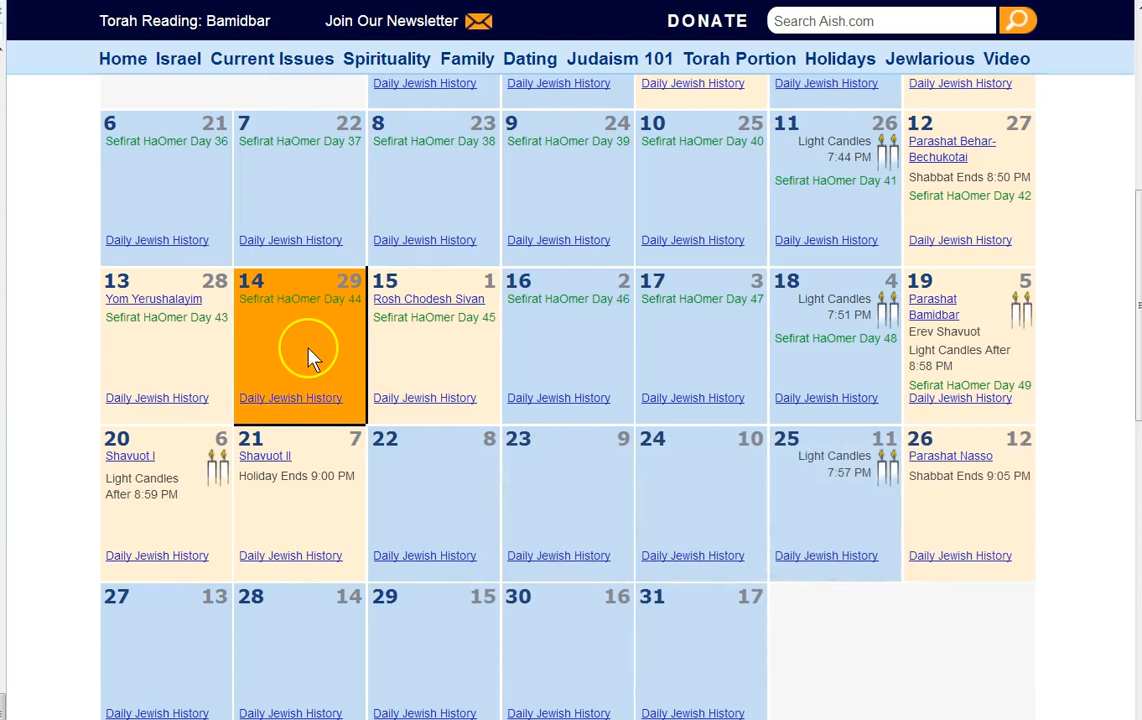 Torah Reading: Bamidbar Join Our Newsletter DONATE Search Aish.com
Home Israel Current Issues Spirituality Family Dating Judaism 101 Torah Portion Holidays Jewlarious Video
Daily Jewish History Daily Jewish History Daily Jewish History Daily Jewish History Daily Jewish History
6 21 7 22 8 23 9 24 10 25 11 26 12 27
Sefirat HaOmer Day 36 Sefirat HaOmer Day 37 Sefirat HaOmer Day 38 Sefirat HaOmer Day 39 Sefirat HaOmer Day 40 Light Candles Parashat Behar-
7:44 PM Bechukotai
Sefirat HaOmer Day 41 Shabbat Ends 8:50 PM
Sefirat HaOmer Day 42
Daily Jewish History Daily Jewish History Daily Jewish History Daily Jewish History Daily Jewish History Daily Jewish History Daily Jewish History
13 28 14 29 15 1 16 2 17 3 18 4 19 5
Yom Yerushalayim Sefirat HaOmer Day 44 Rosh Chodesh Sivan Sefirat HaOmer Day 46 Sefirat HaOmer Day 47 Light Candles Parashat
Sefirat HaOmer Day 43 Sefirat HaOmer Day 45 7:51 PM Bamidbar
Sefirat HaOmer Day 48 Erev Shavuot
Light Candles After
8:58 PM
Sefirat HaOmer Day 49
Daily Jewish History Daily Jewish History Daily Jewish History Daily Jewish History Daily Jewish History Daily Jewish History Daily Jewish History
20 6 21 7 22 8 23 9 24 10 25 11 26 12
Shavuot I Shavuot II Light Candles Parashat Nasso
Light Candles Holiday Ends 9:00 PM 7:57 PM Shabbat Ends 9:05 PM
After 8:59 PM
Daily Jewish History Daily Jewish History Daily Jewish History Daily Jewish History Daily Jewish History Daily Jewish History Daily Jewish History
27 13 28 14 29 15 30 16 31 17
Daily Jewish History Daily Jewish History Daily Jewish History Daily Jewish History Daily Jewish History